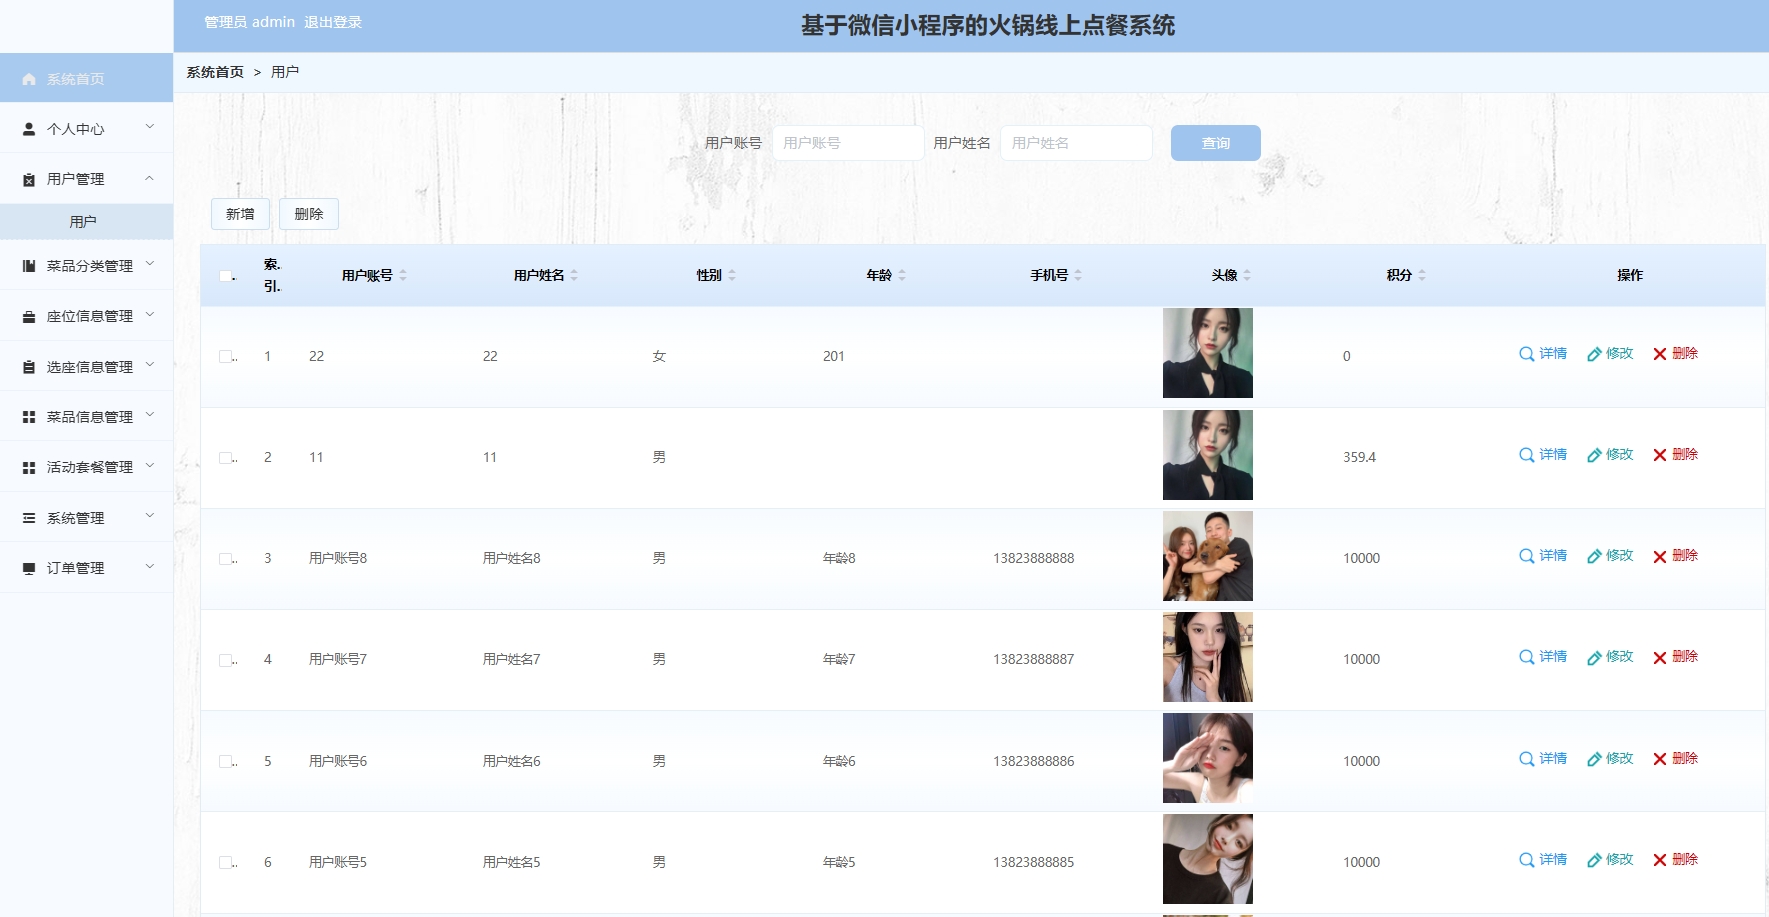 管理员 admin 退出登录
基于微信小程序的火锅线上点餐系统
系统首页
个人中心
用户管理
用户
菜品分类管理
座位信息管理
选座信息管理
菜品信息管理
活动套餐管理
系统管理
订单管理
系统首页 > 用户
用户账号 用户账号 用户姓名 用户姓名 查询
新增 删除
索.. 引.. 用户账号 用户姓名 性别 年龄 手机号 头像 积分 操作
1 22 22 女 201 0 详情 修改 删除
2 11 11 男 359.4 详情 修改 删除
3 用户账号8 用户姓名8 男 年龄8 13823888888 10000 详情 修改 删除
4 用户账号7 用户姓名7 男 年龄7 13823888887 10000 详情 修改 删除
5 用户账号6 用户姓名6 男 年龄6 13823888886 10000 详情 修改 删除
6 用户账号5 用户姓名5 男 年龄5 13823888885 10000 详情 修改 删除